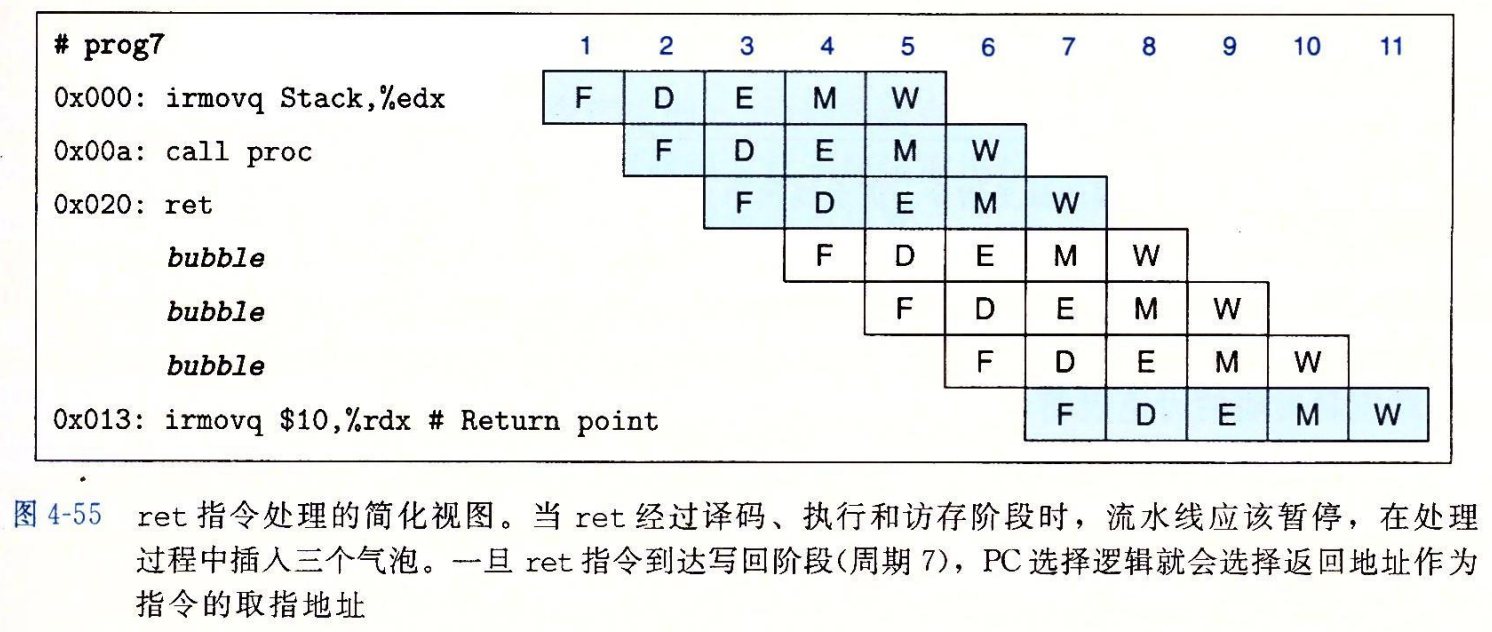 # prog7 1 2 3 4 5 6 7 8 9 10 11
0x000: irmovq Stack,%edx F D E M W
0x00a: call proc F D E M W
0x020: ret F D E M W
bubble F D E M W
bubble F D E M W
bubble F D E M W
0x013: irmovq $10,%rdx # Return point F D E M W
图 4-55 ret 指令处理的简化视图。当 ret 经过译码、执行和访存阶段时，流水线应该暂停，在处理
过程中插入三个气泡。一旦 ret 指令到达写回阶段(周期 7)，PC 选择逻辑就会选择返回地址作为
指令的取指地址